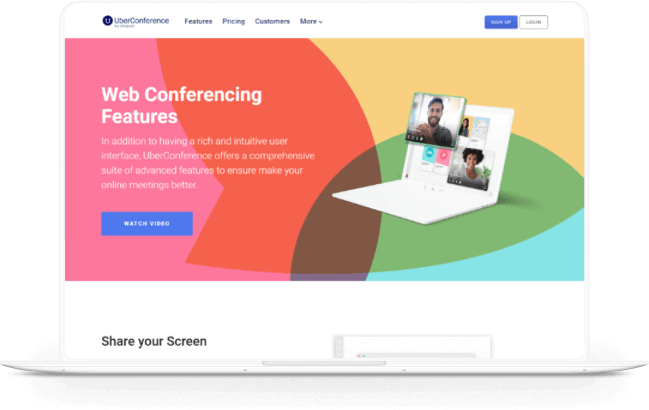 UberConference
by dialpad
Features Pricing Customers More
SIGN UP LOGIN
Web Conferencing
Features
In addition to having a rich and intuitive user
interface, UberConference offers a comprehensive
suite of advanced features to ensure make your
online meetings better.
WATCH VIDEO
Share your Screen